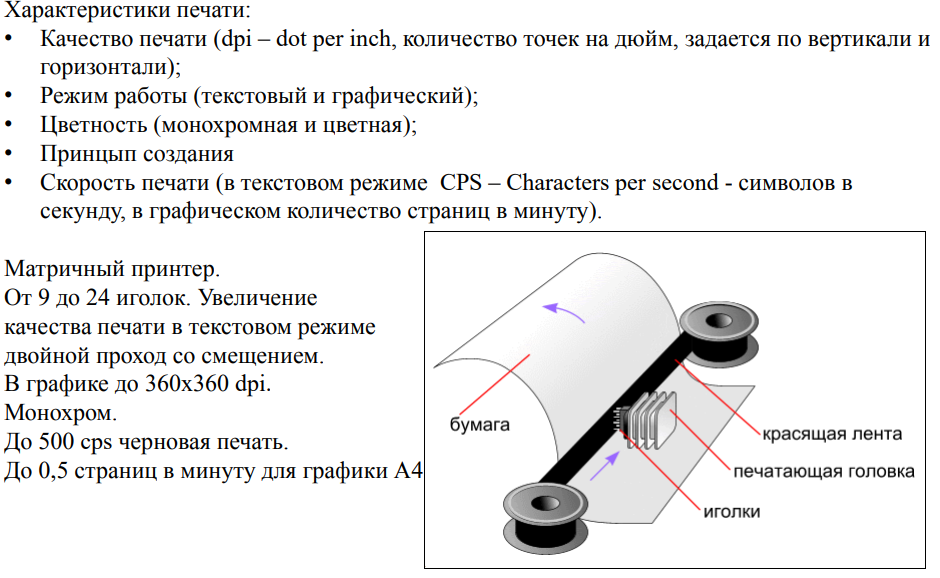 Характеристики печати:
• Качество печати (dpi – dot per inch, количество точек на дюйм, задается по вертикали и
горизонтали);
• Режим работы (текстовый и графический);
• Цветность (монохромная и цветная);
• Принцып создания
• Скорость печати (в текстовом режиме CPS – Characters per second - символов в
секунду, в графическом количество страниц в минуту).
Матричный принтер.
От 9 до 24 иголок. Увеличение
качества печати в текстовом режиме
двойной проход со смещением.
В графике до 360x360 dpi.
Монохром.
До 500 cps черновая печать.
До 0,5 страниц в минуту для графики А4
бумага
красящая лента
печатающая головка
иголки